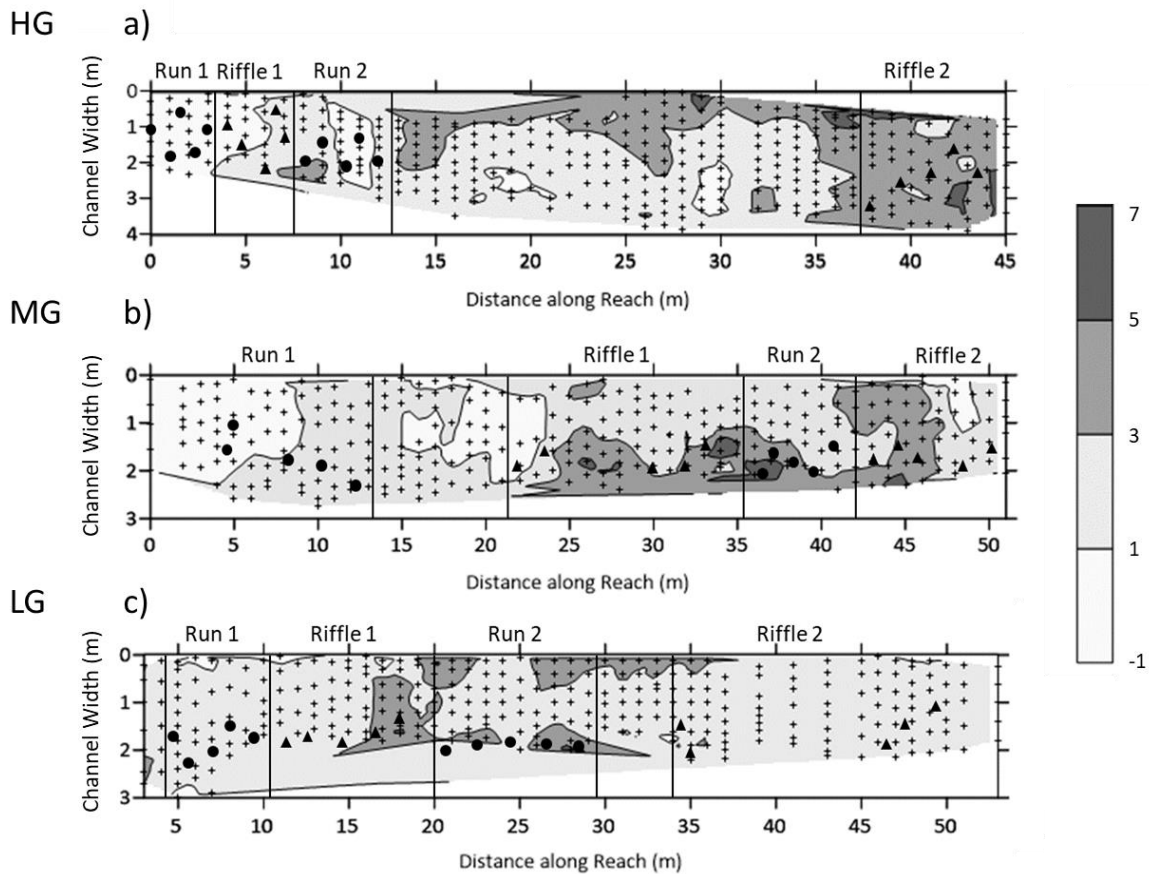 HG a)
Run 1 Riffle 1 Run 2 Riffle 2
Channel Width (m)
0
1
2
3
4
0 5 10 15 20 25 30 35 40 45
Distance along Reach (m)
MG b)
Run 1 Riffle 1 Run 2 Riffle 2
Channel Width (m)
0
1
2
3
0 5 10 15 20 25 30 35 40 45 50
Distance along Reach (m)
LG c)
Run 1 Riffle 1 Run 2 Riffle 2
Channel Width (m)
0
1
2
3
5 10 15 20 25 30 35 40 45 50
Distance along Reach (m)
7
5
3
1
-1